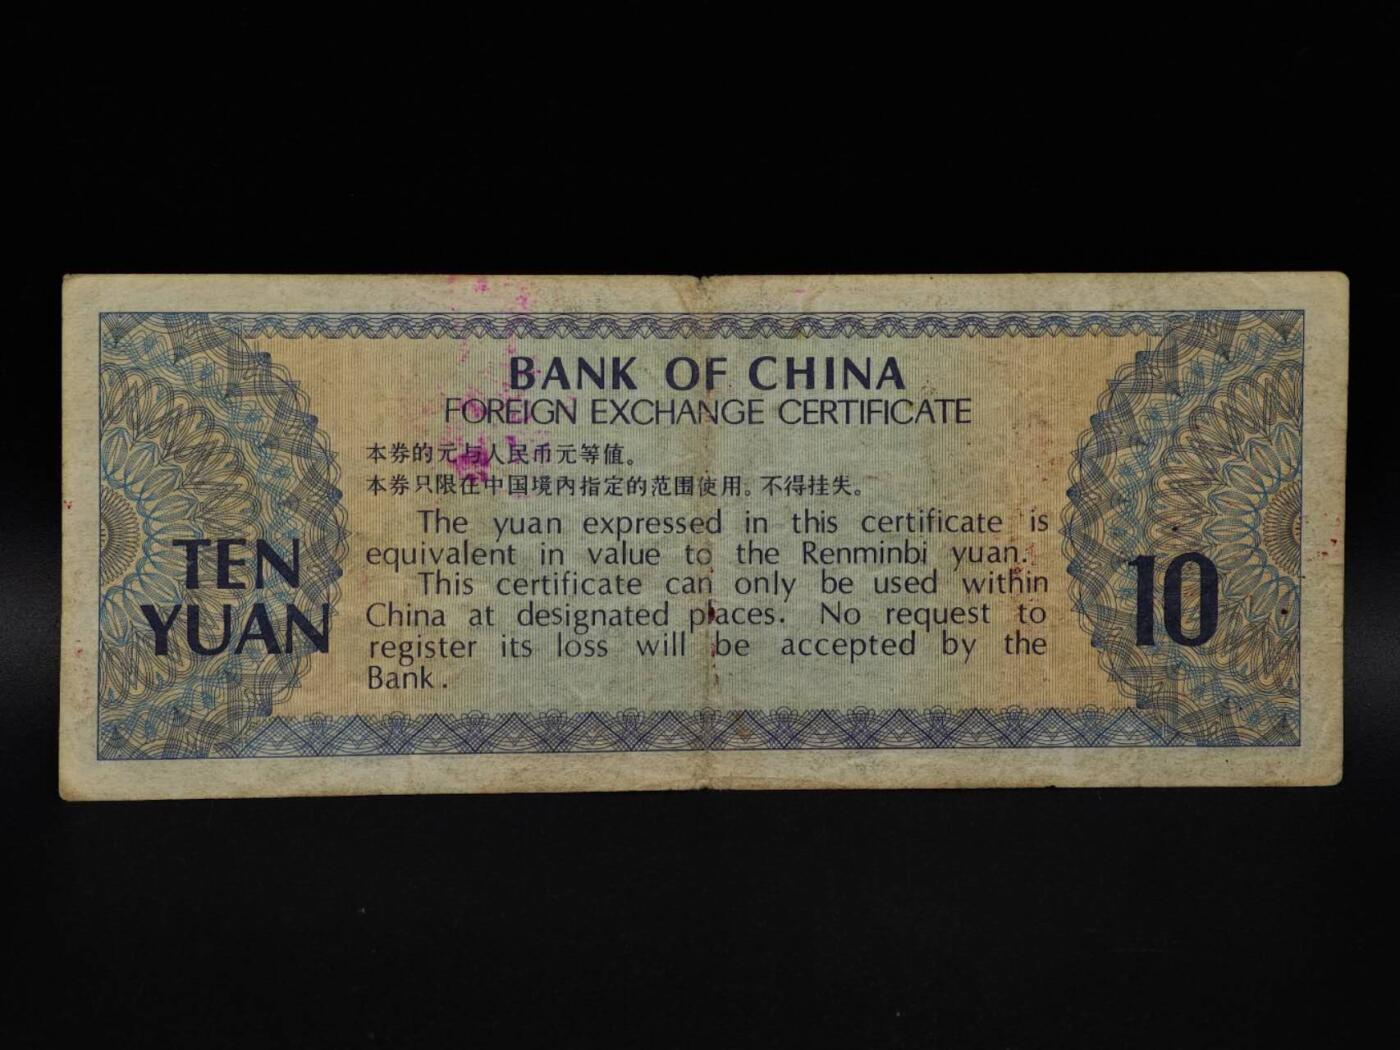 BANK OF CHINA
FOREIGN EXCHANGE CERTIFICATE
本券的元与人民币元等值。
本券只限在中国境内指定的范围使用。不得挂失。
The yuan expressed in this certificate is
equivalent in value to the Renminbi yuan.
This certificate can only be used within
China at designated places. No request to
register its loss will be accepted by the
Bank.
TEN
YUAN
10